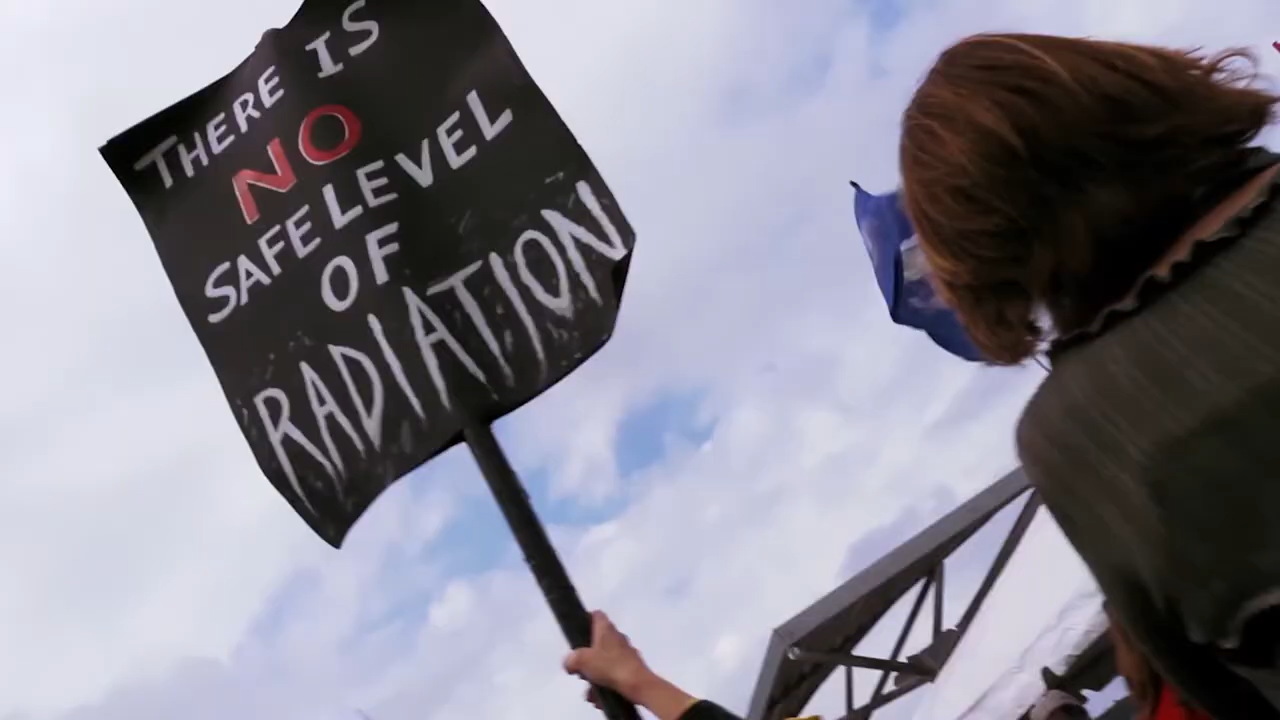 THERE IS
NO
SAFE LEVEL
OF
RADIATION